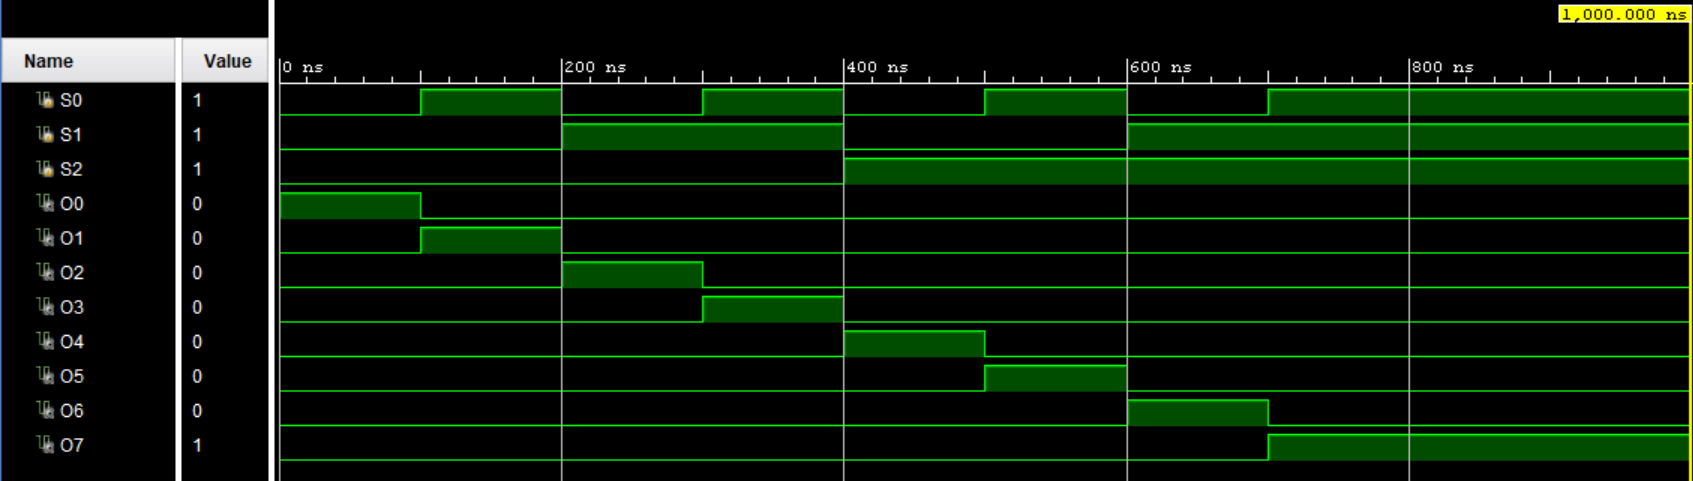 1,000.000 ns
Name Value
0 ns 200 ns 400 ns 600 ns 800 ns
S0 1
S1 1
S2 1
O0 0
O1 0
O2 0
O3 0
O4 0
O5 0
O6 0
O7 1